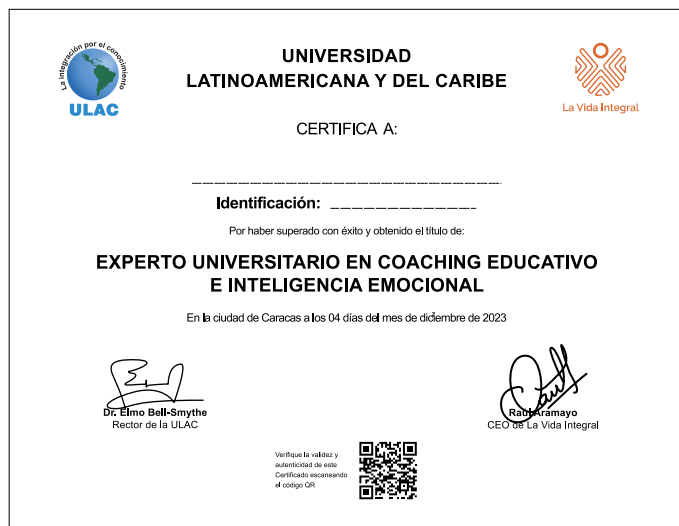 La integración por el conocimiento
ULAC
UNIVERSIDAD
LATINOAMERICANA Y DEL CARIBE
La Vida Integral
CERTIFICA A:
Identificación:
Por haber superado con éxito y obtenido el título de:
EXPERTO UNIVERSITARIO EN COACHING EDUCATIVO
E INTELIGENCIA EMOCIONAL
En la ciudad de Caracas a los 04 días del mes de diciembre de 2023
Dr. Elmo Bell-Smythe
Rector de la ULAC
Raúl Aramayo
CEO de La Vida Integral
Verifique la validez y
autenticidad de este
Certificado escaneando
el código QR